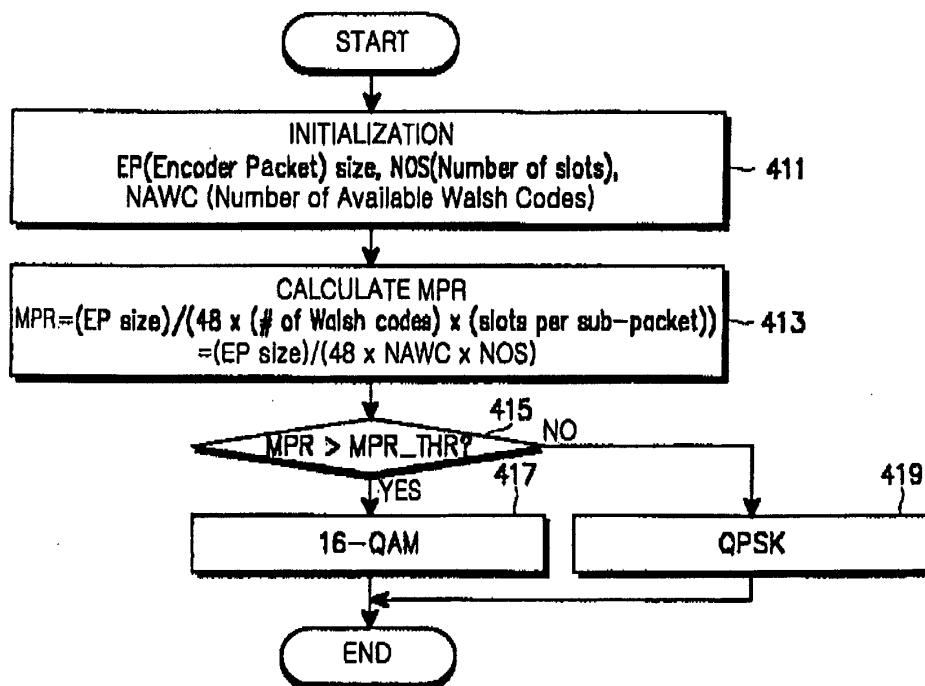 START
INITIALIZATION
EP(Encoder Packet) size, NOS(Number of slots),
NAWC (Number of Available Walsh Codes)
411
CALCULATE MPR
MPR=(EP size)/(48 x (# of Walsh codes) x (slots per sub-packet))
=(EP size)/(48 x NAWC x NOS)
413
MPR > MPR_THR?
415
NO
YES
417
16-QAM
419
QPSK
END